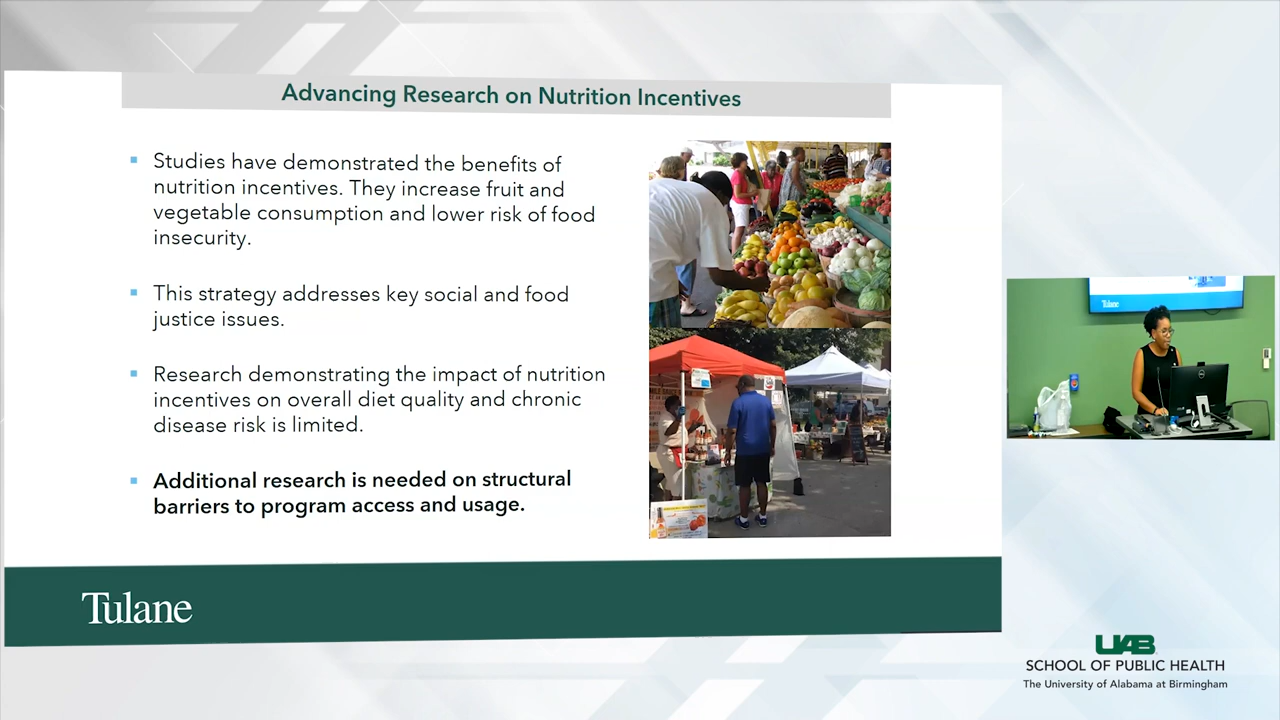 Advancing Research on Nutrition Incentives
Studies have demonstrated the benefits of
nutrition incentives. They increase fruit and
vegetable consumption and lower risk of food
insecurity.
This strategy addresses key social and food
justice issues.
Research demonstrating the impact of nutrition
incentives on overall diet quality and chronic
disease risk is limited.
Additional research is needed on structural
barriers to program access and usage.
Tulane
Tulane
DELL
UAB
SCHOOL OF PUBLIC HEALTH
The University of Alabama at Birmingham